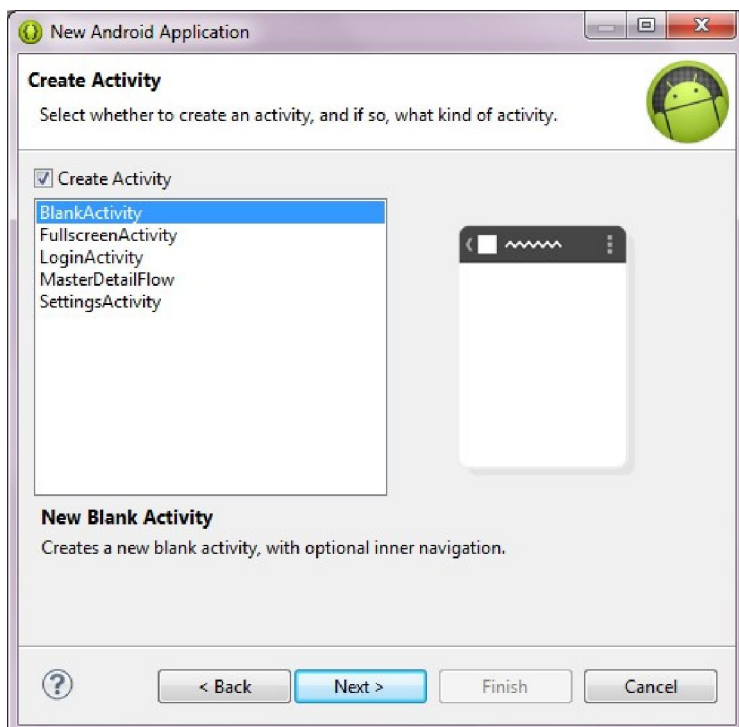 New Android Application
Create Activity
Select whether to create an activity, and if so, what kind of activity.
Create Activity
BlankActivity
FullscreenActivity
LoginActivity
MasterDetailFlow
SettingsActivity
New Blank Activity
Creates a new blank activity, with optional inner navigation.
? < Back Next > Finish Cancel